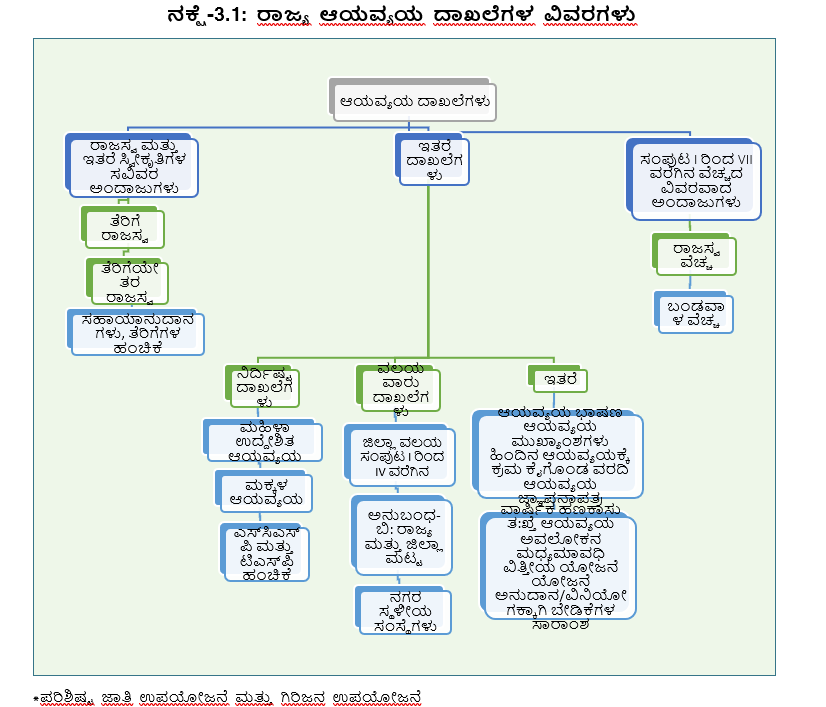 ನಕ್ಷೆ-3.1: ರಾಜ್ಯ ಆಯವ್ಯಯ ದಾಖಲೆಗಳ ವಿವರಗಳು
ಆಯವ್ಯಯ ದಾಖಲೆಗಳು
ರಾಜಸ್ವ ಮತ್ತು
ಇತರೆ ಸ್ವೀಕೃತಿಗಳ
ಸವಿವರ
ಅಂದಾಜುಗಳು
ತೆರಿಗೆ
ರಾಜಸ್ವ
ತೆರಿಗೆಯೇ
ತರ
ರಾಜಸ್ವ
ಸಹಾಯಾನುದಾನ
ಗಳು, ತೆರಿಗೆಗಳ
ಹಂಚಿಕೆ
ಇತರೆ
ದಾಖಲೆಗ
ಳು
ನಿರ್ದಿಷ್ಟ
ದಾಖಲೆಗ
ಳು
ಮಹಿಳಾ
ಉದ್ದೇಶಿತ
ಆಯವ್ಯಯ
ಮಕ್ಕಳ
ಆಯವ್ಯಯ
ಎಸ್‌ಸಿಎಸ್
ಪಿ ಮತ್ತು
ಟಿಎಸ್‌ಪಿ
ಹಂಚಿಕೆ
ವಲಯ
ವಾರು
ದಾಖಲೆಗ
ಳು
ಜಿಲ್ಲಾ ವಲಯ
ಸಂಪುಟ I ರಿಂದ
IV ವರೆಗಿನ
ಅನುಬಂಧ-
ಬಿ: ರಾಜ್ಯ
ಮತ್ತು ಜಿಲ್ಲಾ
ಮಟ್ಟ
ನಗರ
ಸ್ಥಳೀಯ
ಸಂಸ್ಥೆಗಳು
ಇತರೆ
ಆಯವ್ಯಯ ಭಾಷಣ
ಆಯವ್ಯಯ
ಮುಖ್ಯಾಂಶಗಳು
ಹಿಂದಿನ ಆಯವ್ಯಯಕ್ಕೆ
ಕ್ರಮ ಕೈಗೊಂಡ ವರದಿ
ಆಯವ್ಯಯ
ಜ್ಞಾಪನಾಪತ್ರ
ವಾರ್ಷಿಕ ಹಣಕಾಸು
ತ:ಖ್ತೆ ಆಯವ್ಯಯ
ಅವಲೋಕನ
ಮಧ್ಯಮಾವಧಿ
ವಿತ್ತೀಯ ಯೋಜನೆ
ಯೋಜನೆ
ಅನುದಾನ/ವಿನಿಯೋ
ಗಕ್ಕಾಗಿ ಬೇಡಿಕೆಗಳ
ಸಾರಾಂಶ
ಸಂಪುಟ I ರಿಂದ VII
ವರೆಗಿನ ವೆಚ್ಚದ
ವಿವರವಾದ
ಅಂದಾಜುಗಳು
ರಾಜಸ್ವ
ವೆಚ್ಚ
ಬಂಡವಾ
ಳ ವೆಚ್ಚ
*ಪರಿಶಿಷ್ಟ ಜಾತಿ ಉಪಯೋಜನೆ ಮತ್ತು ಗಿರಿಜನ ಉಪಯೋಜನೆ